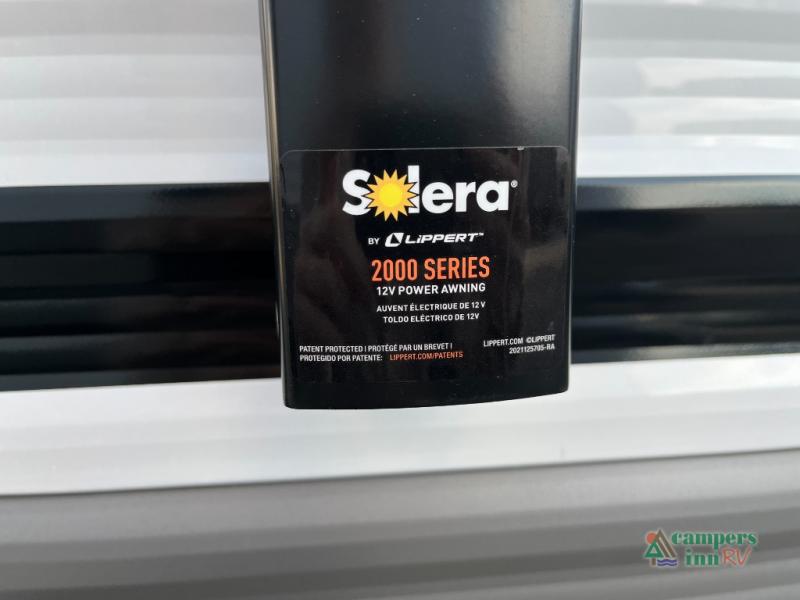 Solera®
BY LiPPERT™
2000 SERIES
12V POWER AWNING
AUVENT ÉLECTRIQUE DE 12 V
TOLDO ELÉCTRICO DE 12V
PATENT PROTECTED | PROTÉGÉ PAR UN BREVET |
PROTEGIDO POR PATENTE: LIPPERT.COM/PATENTS
LIPPERT.COM ©LIPPERT
2021125705-RA
campers
inn RV